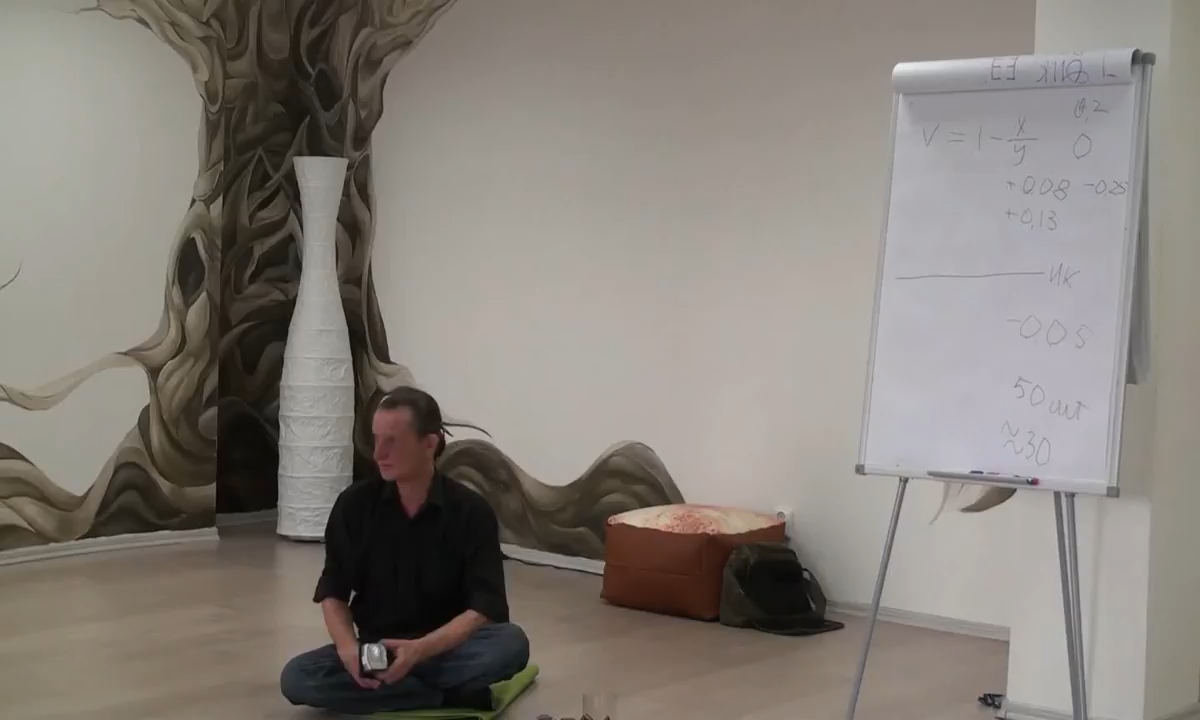 0,2
V = 1 - x/y 0
+0,08 -0,25
+0,13
ИК
-0,05
50 шт
≈30